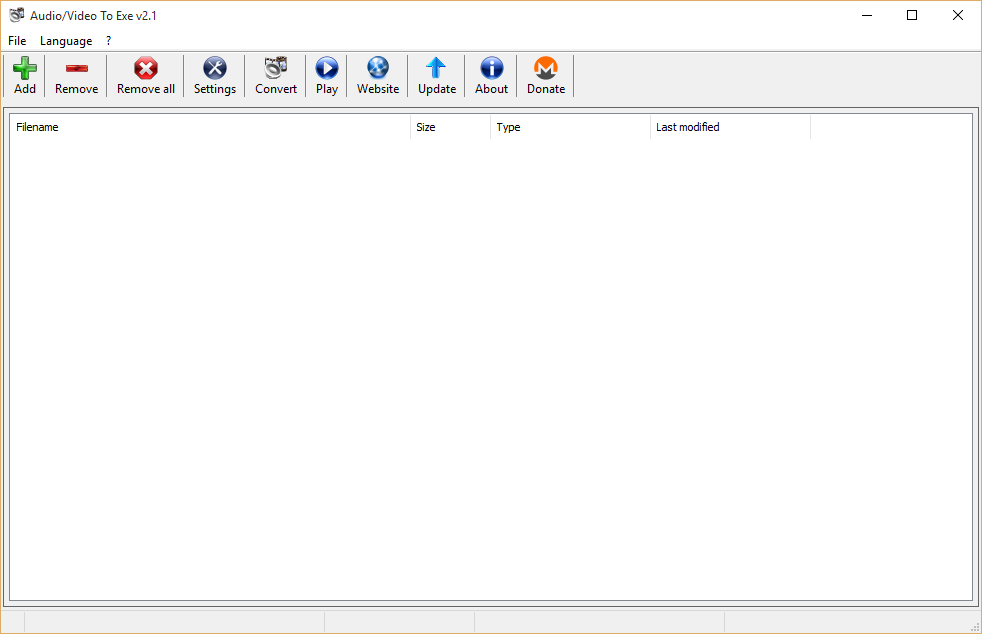 Audio/Video To Exe v2.1
File Language ?
Add Remove Remove all Settings Convert Play Website Update About Donate
Filename Size Type Last modified